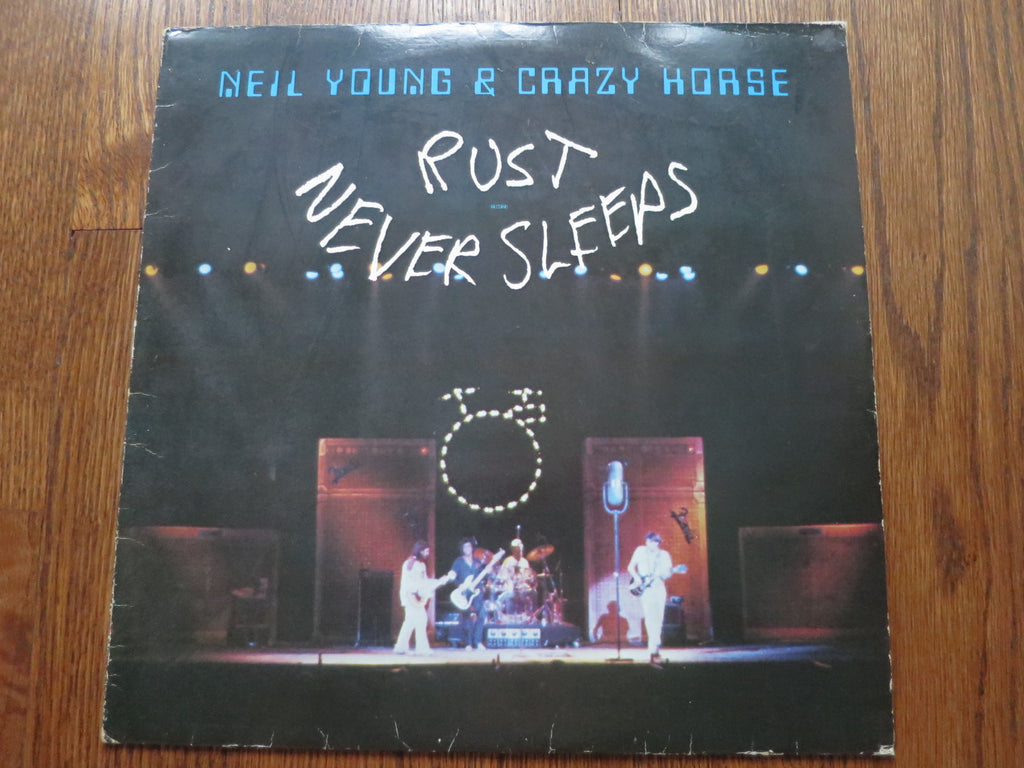 NEIL YOUNG & CRAZY HORSE
RUST
NEVER SLEEPS